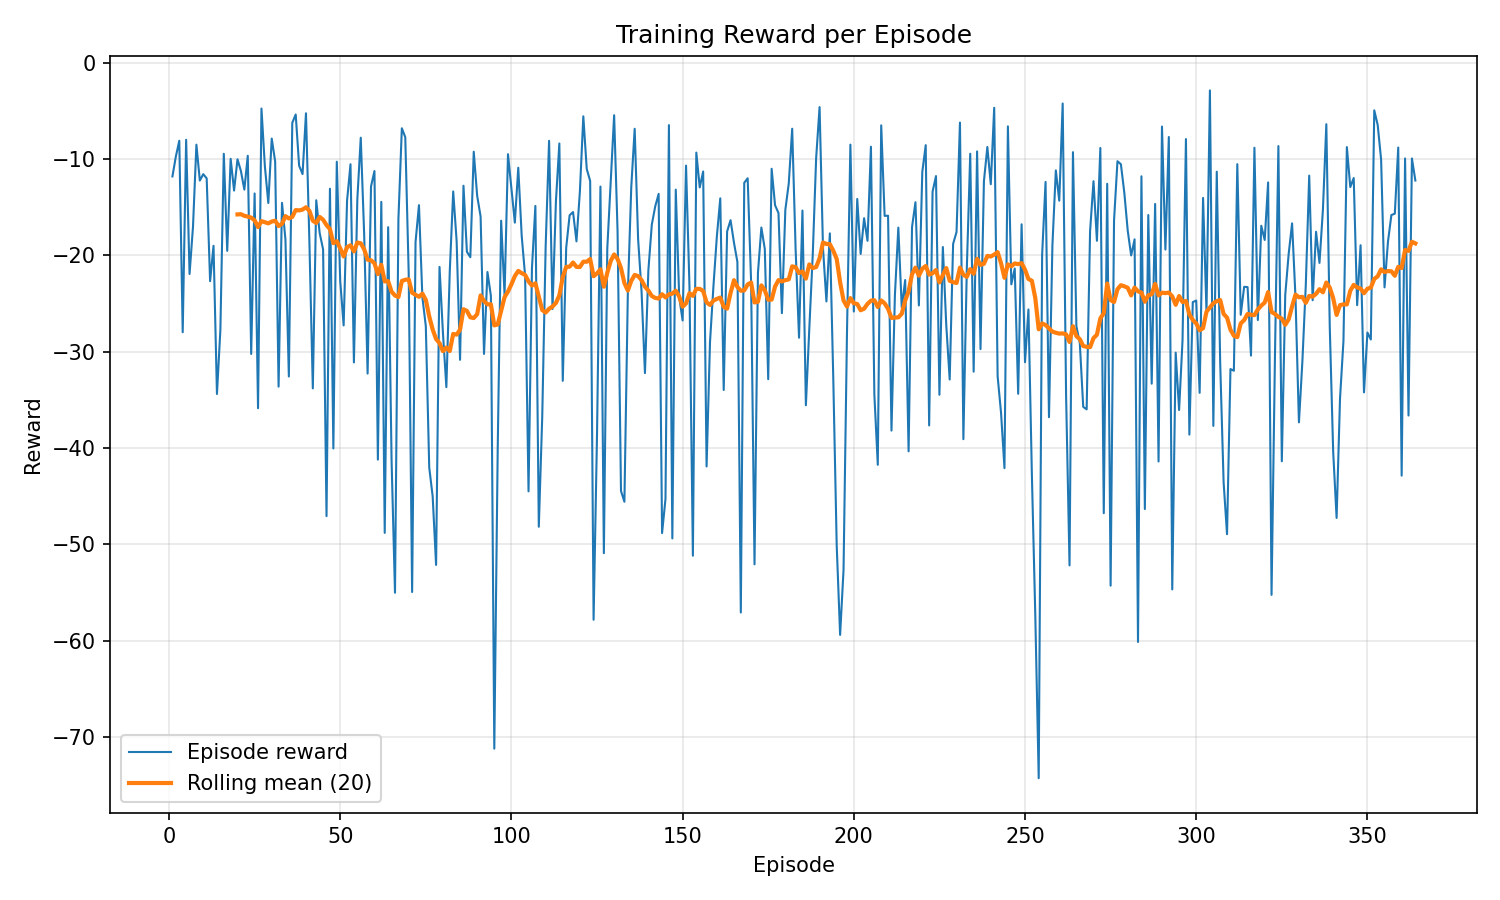 Training Reward per Episode
0
−10
−20
−30
−40
−50
−60
−70
Reward
Episode reward
Rolling mean (20)
0 50 100 150 200 250 300 350
Episode